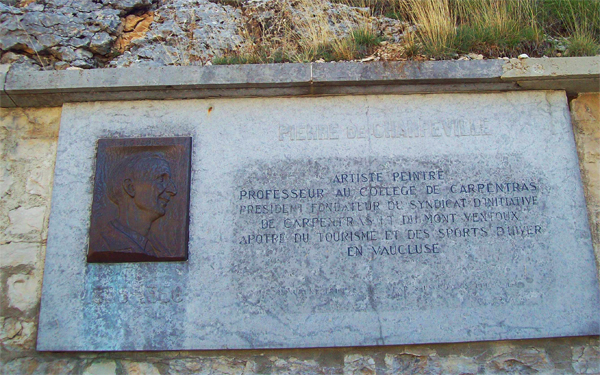 PIERRE DE CHAMPEVILLE
ARTISTE PEINTRE
PROFESSEUR AU COLLEGE DE CARPENTRAS
PRESIDENT FONDATEUR DU SYNDICAT D'INITIATIVE
DE CARPENTRAS ET DU MONT VENTOUX
APOTRE DU TOURISME ET DES SPORTS D'HIVER
EN VAUCLUSE